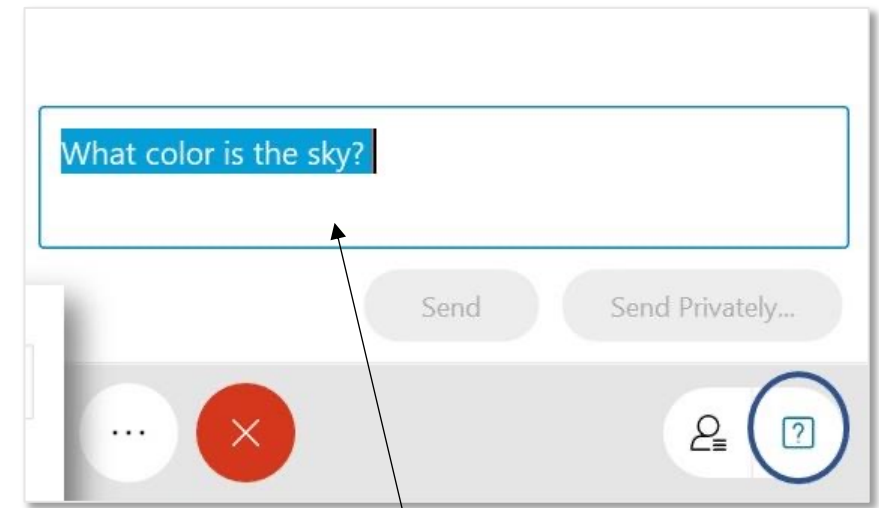 What color is the sky?
Send Send Privately...
... 
?